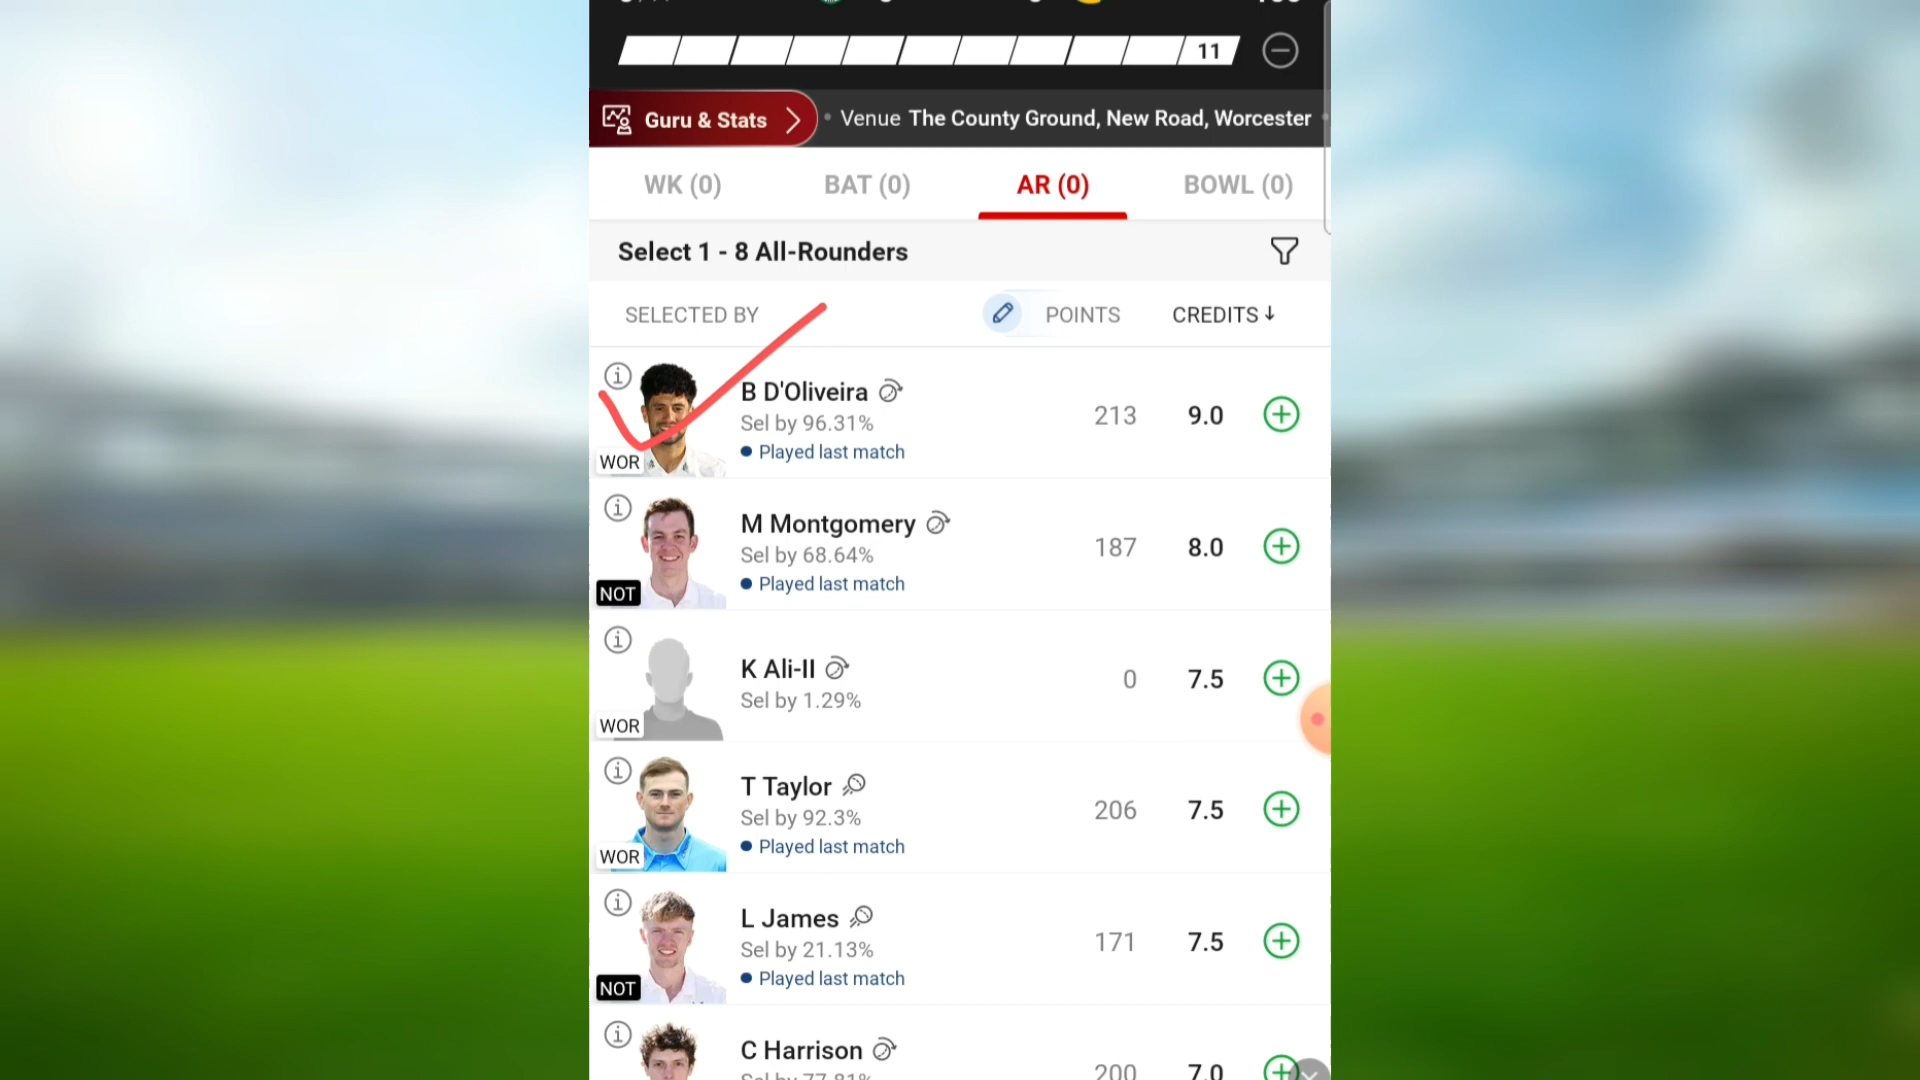 11
Guru & Stats
Venue The County Ground, New Road, Worcester
WK (0) BAT (0) AR (0) BOWL (0)
Select 1 - 8 All-Rounders
SELECTED BY POINTS CREDITS↓
B D'Oliveira
Sel by 96.31%
213 9.0
Played last match
WOR
M Montgomery
Sel by 68.64%
187 8.0
Played last match
NOT
K Ali-II
Sel by 1.29%
0 7.5
WOR
T Taylor
Sel by 92.3%
206 7.5
Played last match
WOR
L James
Sel by 21.13%
171 7.5
Played last match
NOT
C Harrison
Sel by 77.81%
200 7.0